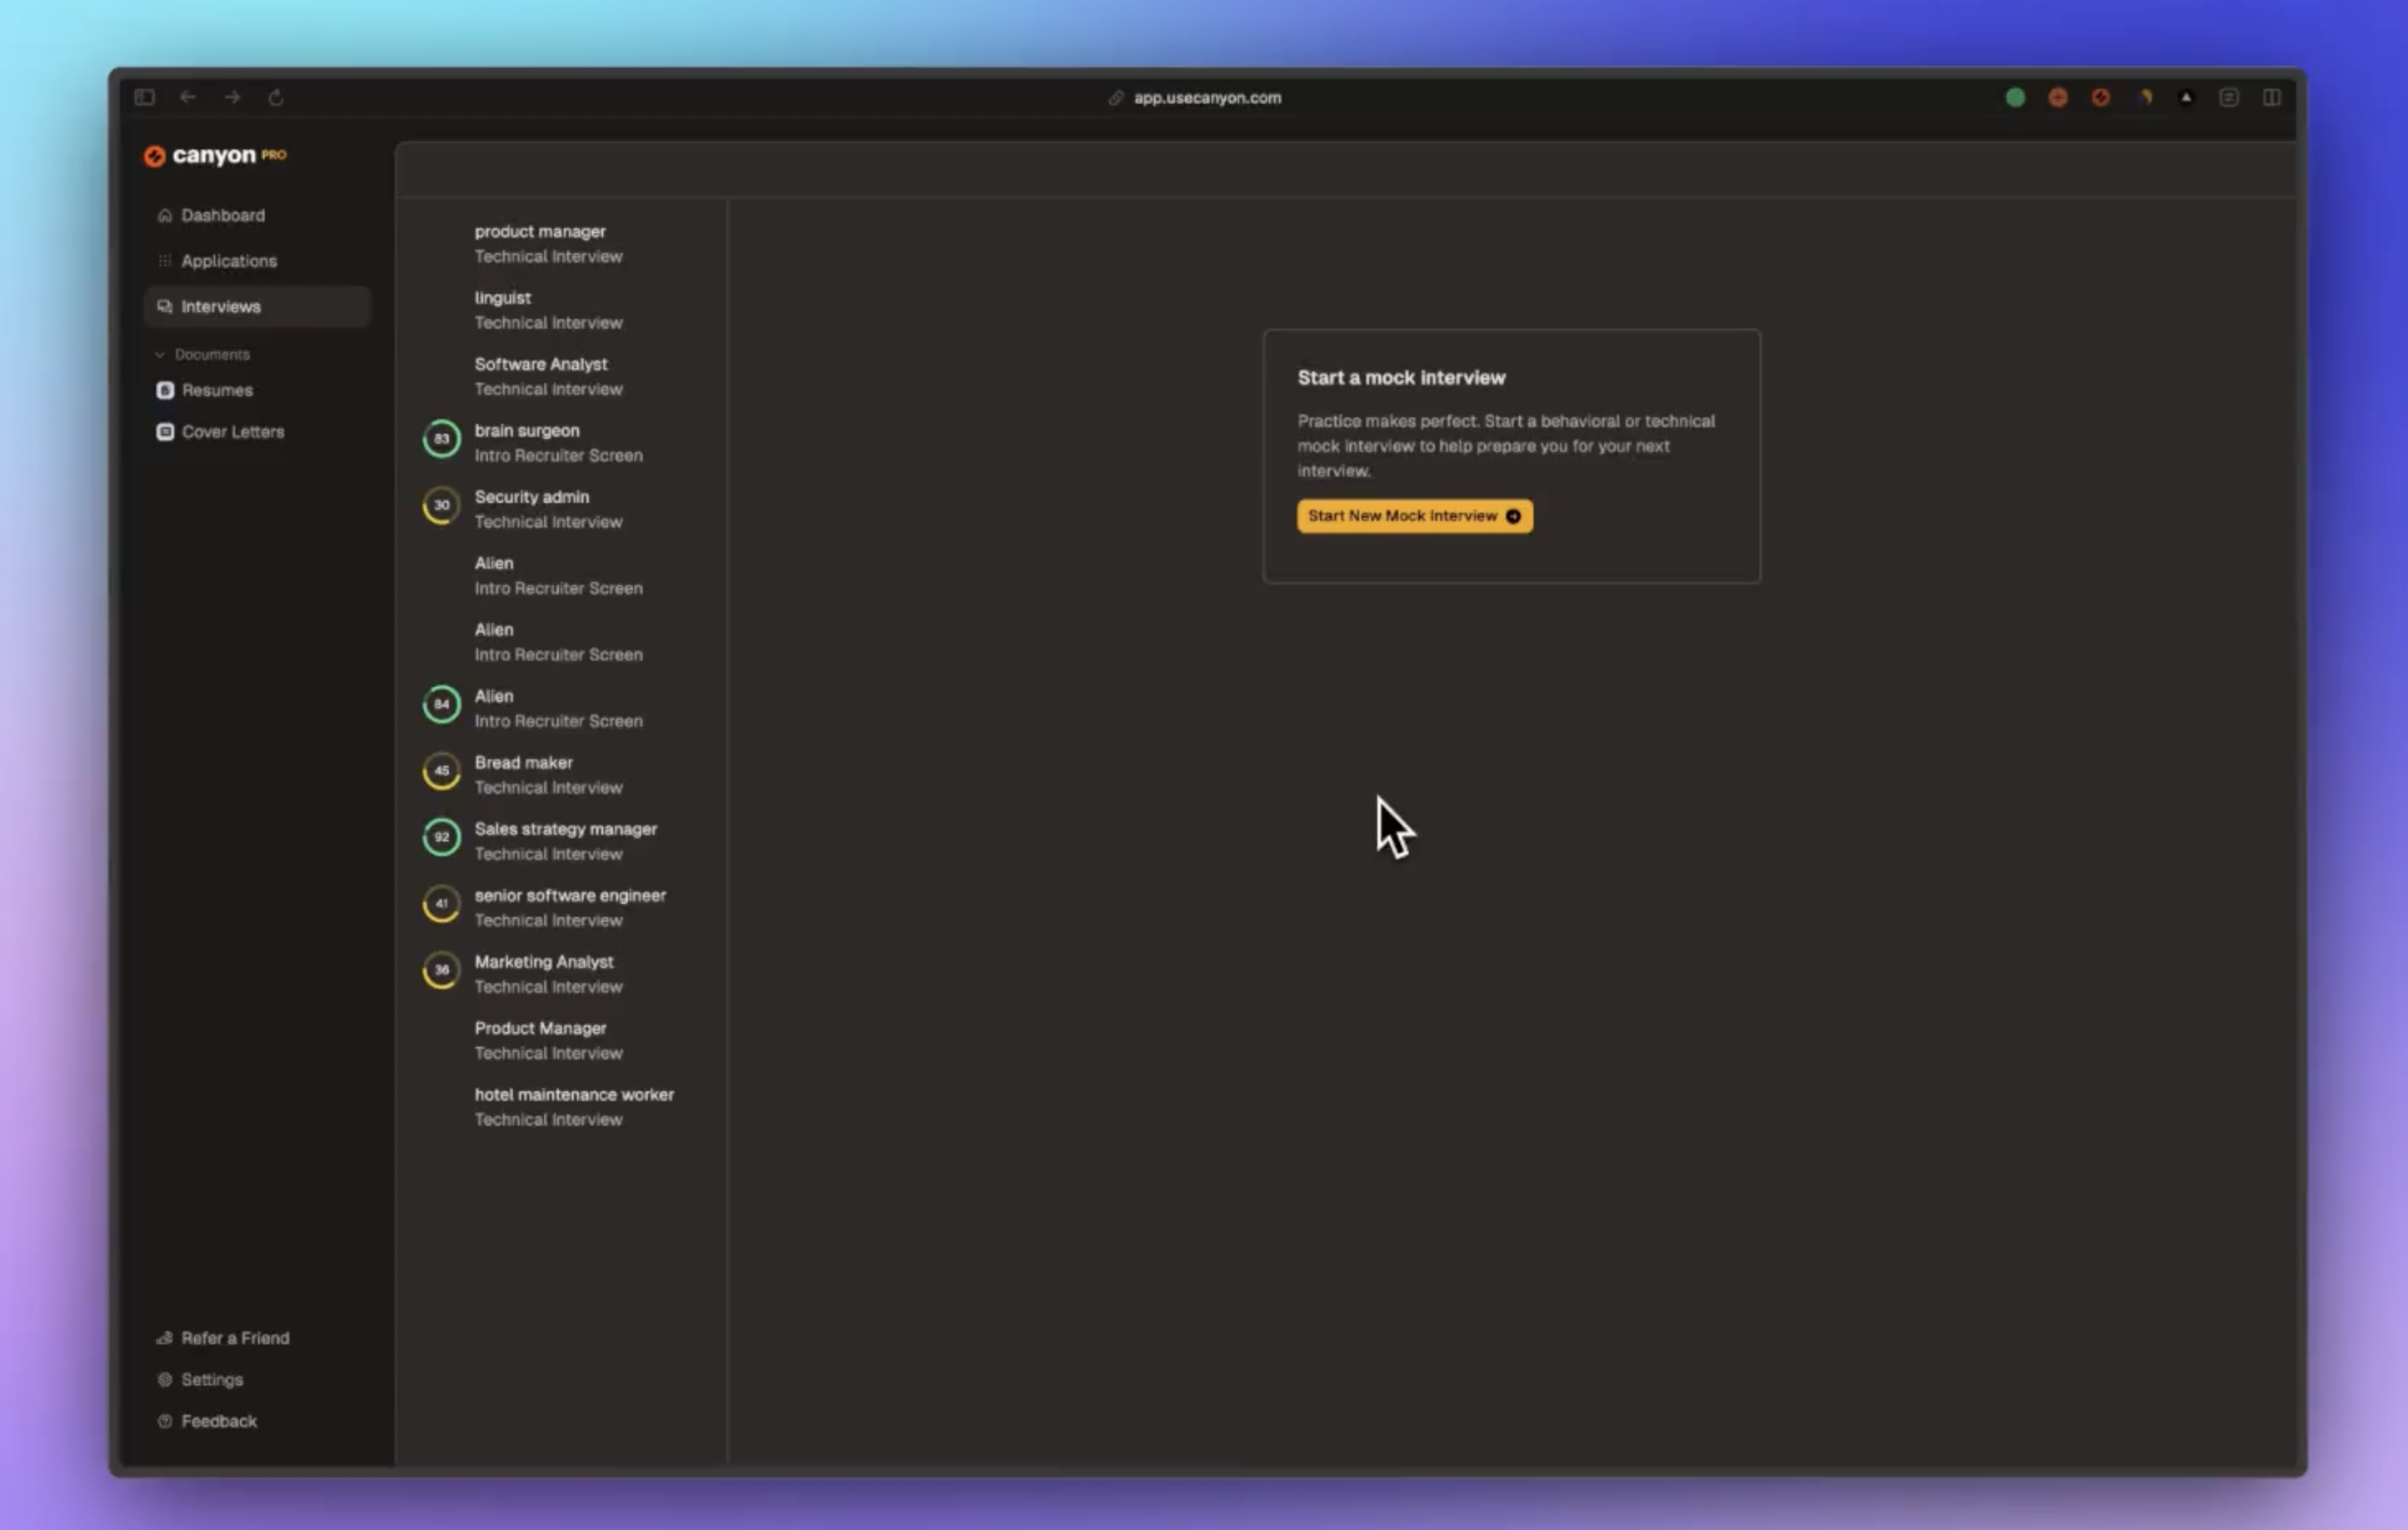 app.usecanyon.com
canyon PRO
Dashboard
Applications
Interviews
Documents
Resumes
Cover Letters
Refer a Friend
Settings
Feedback
product manager
Technical Interview
linguist
Technical Interview
Software Analyst
Technical Interview
83
brain surgeon
Intro Recruiter Screen
30
Security admin
Technical Interview
Alien
Intro Recruiter Screen
Alien
Intro Recruiter Screen
84
Alien
Intro Recruiter Screen
45
Bread maker
Technical Interview
92
Sales strategy manager
Technical Interview
41
senior software engineer
Technical Interview
36
Marketing Analyst
Technical Interview
Product Manager
Technical Interview
hotel maintenance worker
Technical Interview
Start a mock interview
Practice makes perfect. Start a behavioral or technical
mock interview to help prepare you for your next
interview.
Start New Mock Interview